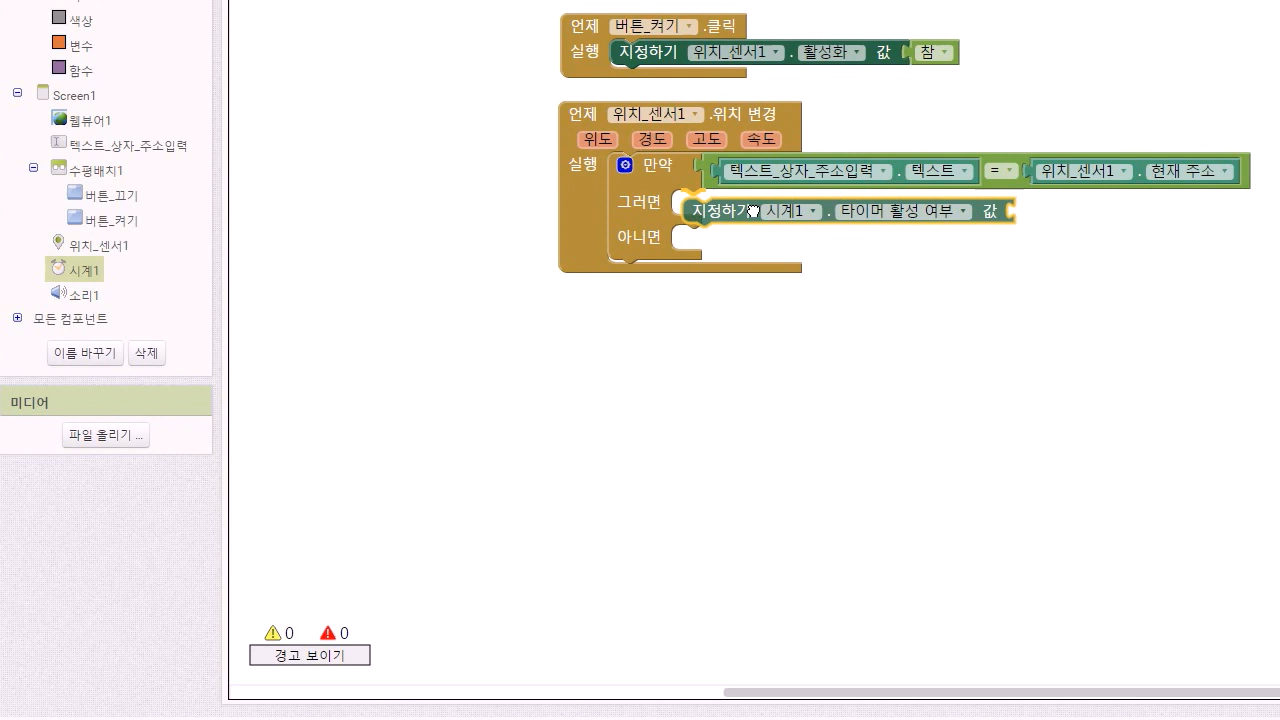 색상
변수
함수
Screen1
웹뷰어1
텍스트_상자_주소입력
수평배치1
버튼_끄기
버튼_켜기
위치_센서1
시계1
소리1
모든 컴포넌트
이름 바꾸기 삭제
미디어
파일 올리기 ...
언제 버튼_켜기 .클릭
실행 지정하기 위치_센서1 . 활성화 값 참
언제 위치_센서1 .위치 변경
위도 경도 고도 속도
실행 만약 텍스트_상자_주소입력 . 텍스트 = 위치_센서1 . 현재 주소
그러면 지정하기 시계1 . 타이머 활성 여부 값
아니면
0 0
경고 보이기